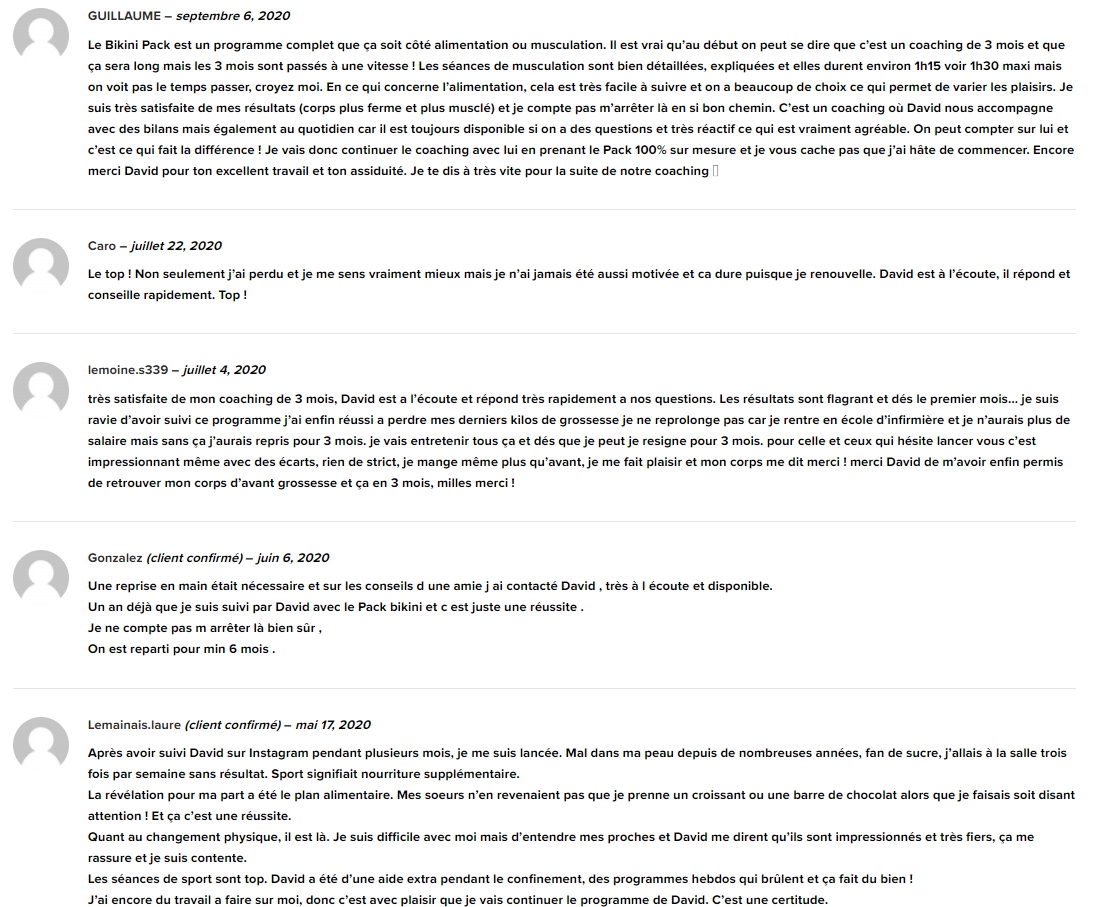 GUILLAUME – septembre 6, 2020
Le Bikini Pack est un programme complet que ça soit côté alimentation ou musculation. Il est vrai qu’au début on peut se dire que c’est un coaching de 3 mois et que
ça sera long mais les 3 mois sont passés à une vitesse ! Les séances de musculation sont bien détaillées, expliquées et elles durent environ 1h15 voir 1h30 maxi mais
on voit pas le temps passer, croyez moi. En ce qui concerne l’alimentation, cela est très facile à suivre et on a beaucoup de choix ce qui permet de varier les plaisirs. Je
suis très satisfaite de mes résultats (corps plus ferme et plus musclé) et je compte pas m’arrêter là en si bon chemin. C’est un coaching où David nous accompagne
avec des bilans mais également au quotidien car il est toujours disponible si on a des questions et très réactif ce qui est vraiment agréable. On peut compter sur lui et
c’est ce qui fait la différence ! Je vais donc continuer le coaching avec lui en prenant le Pack 100% sur mesure et je vous cache pas que j’ai hâte de commencer. Encore
merci David pour ton excellent travail et ton assiduité. Je te dis à très vite pour la suite de notre coaching
Caro – juillet 22, 2020
Le top ! Non seulement j’ai perdu et je me sens vraiment mieux mais je n’ai jamais été aussi motivée et ca dure puisque je renouvelle. David est à l’écoute, il répond et
conseille rapidement. Top !
lemoine.s339 – juillet 4, 2020
très satisfaite de mon coaching de 3 mois, David est a l’écoute et répond très rapidement a nos questions. Les résultats sont flagrant et dés le premier mois… je suis
ravie d’avoir suivi ce programme j’ai enfin réussi a perdre mes derniers kilos de grossesse je ne reprolonge pas car je rentre en école d’infirmière et je n’aurais plus de
salaire mais sans ça j’aurais repris pour 3 mois. je vais entretenir tous ça et dés que je peut je resigne pour 3 mois. pour celle et ceux qui hésite lancer vous c’est
impressionnant même avec des écarts, rien de strict, je mange même plus qu’avant, je me fait plaisir et mon corps me dit merci ! merci David de m’avoir enfin permis
de retrouver mon corps d’avant grossesse et ça en 3 mois, milles merci !
Gonzalez (client confirmé) – juin 6, 2020
Une reprise en main était nécessaire et sur les conseils d une amie j ai contacté David , très à l écoute et disponible.
Un an déjà que je suis suivi par David avec le Pack bikini et c est juste une réussite .
Je ne compte pas m arrêter là bien sûr ,
On est reparti pour min 6 mois .
Lemainais.laure (client confirmé) – mai 17, 2020
Après avoir suivi David sur Instagram pendant plusieurs mois, je me suis lancée. Mal dans ma peau depuis de nombreuses années, fan de sucre, j’allais à la salle trois
fois par semaine sans résultat. Sport signifiait nourriture supplémentaire.
La révélation pour ma part a été le plan alimentaire. Mes soeurs n’en revenaient pas que je prenne un croissant ou une barre de chocolat alors que je faisais soit disant
attention ! Et ça c’est une réussite.
Quant au changement physique, il est là. Je suis difficile avec moi mais d’entendre mes proches et David me dirent qu’ils sont impressionnés et très fiers, ça me
rassure et je suis contente.
Les séances de sport sont top. David a été d’une aide extra pendant le confinement, des programmes hebdos qui brûlent et ça fait du bien !
J’ai encore du travail a faire sur moi, donc c’est avec plaisir que je vais continuer le programme de David. C’est une certitude.